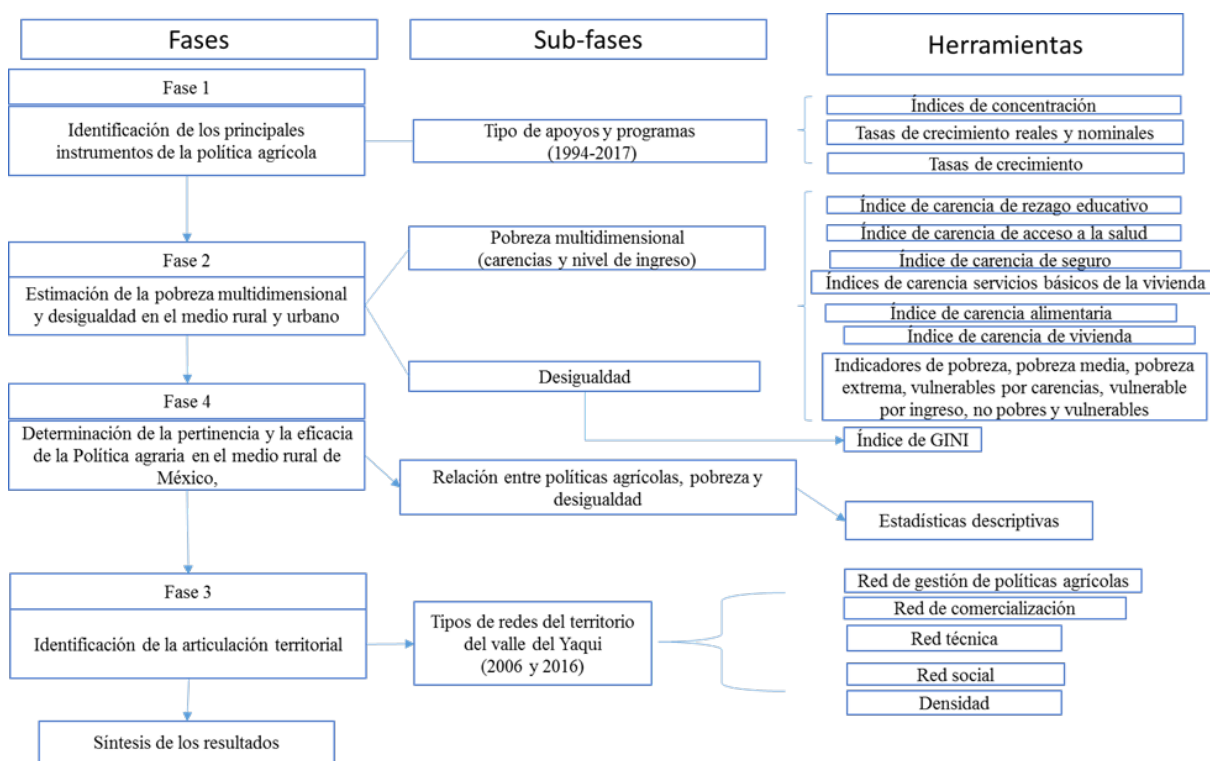 Fases
Sub-fases
Herramientas
Fase 1
Identificación de los principales
instrumentos de la política agrícola
Tipo de apoyos y programas
(1994-2017)
Índices de concentración
Tasas de crecimiento reales y nominales
Tasas de crecimiento
Fase 2
Estimación de la pobreza multidimensional
y desigualdad en el medio rural y urbano
Pobreza multidimensional
(carencias y nivel de ingreso)
Índice de carencia de rezago educativo
Índice de carencia de acceso a la salud
Índice de carencia de seguro
Índices de carencia servicios básicos de la vivienda
Índice de carencia alimentaria
Índice de carencia de vivienda
Indicadores de pobreza, pobreza media, pobreza
extrema, vulnerables por carencias, vulnerable
por ingreso, no pobres y vulnerables
Desigualdad
Índice de GINI
Fase 4
Determinación de la pertinencia y la eficacia
de la Política agraria en el medio rural de
México,
Relación entre políticas agrícolas, pobreza y
desigualdad
Estadísticas descriptivas
Fase 3
Identificación de la articulación territorial
Tipos de redes del territorio
del valle del Yaqui
(2006 y 2016)
Red de gestión de políticas agrícolas
Red de comercialización
Red técnica
Red social
Densidad
Síntesis de los resultados